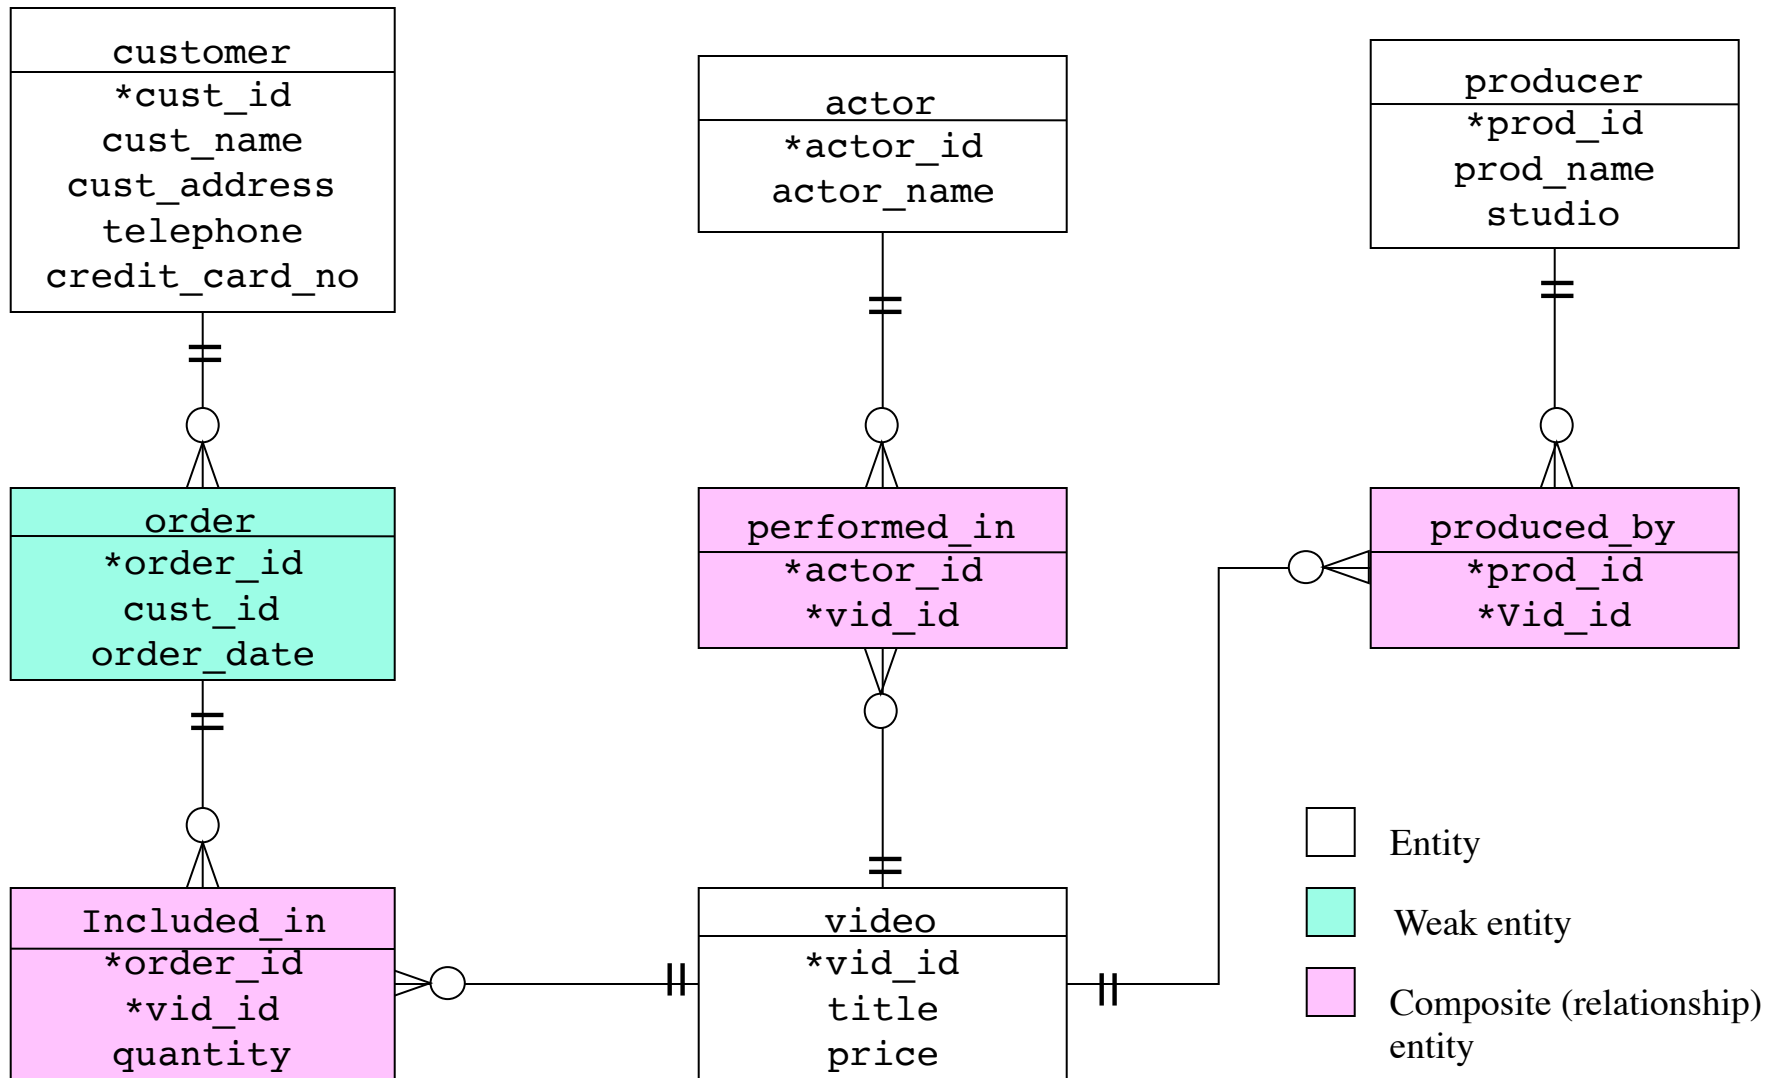 customer
*cust_id
cust_name
cust_address
telephone
credit_card_no
actor
*actor_id
actor_name
producer
*prod_id
prod_name
studio
order
*order_id
cust_id
order_date
performed_in
*actor_id
*vid_id
produced_by
*prod_id
*Vid_id
Included_in
*order_id
*vid_id
quantity
video
*vid_id
title
price
Entity
Weak entity
Composite (relationship)
entity